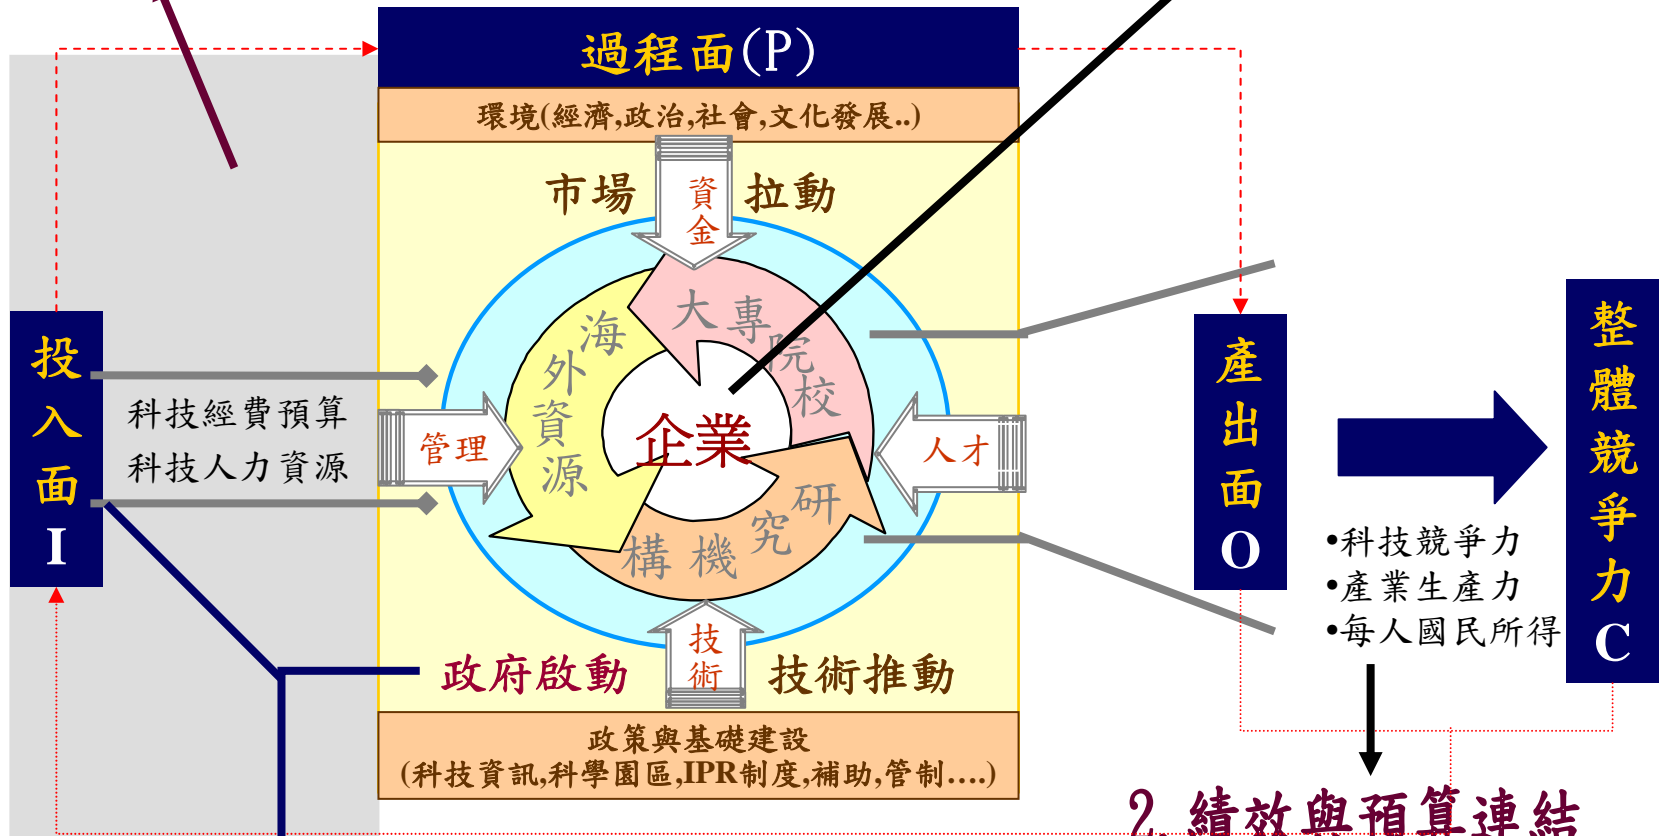 過程面(P)
環境(經濟,政治,社會,文化發展..)
市場
資金
拉動
大專院校
海外資源
企業
研究機構
管理
人才
技術
投入面I
科技經費預算
科技人力資源
政府啟動
技術推動
政策與基礎建設
(科技資訊,科學園區,IPR制度,補助,管制....)
產出面O
•科技競爭力
•產業生產力
•每人國民所得
整體競爭力C
2.績效與預算連結